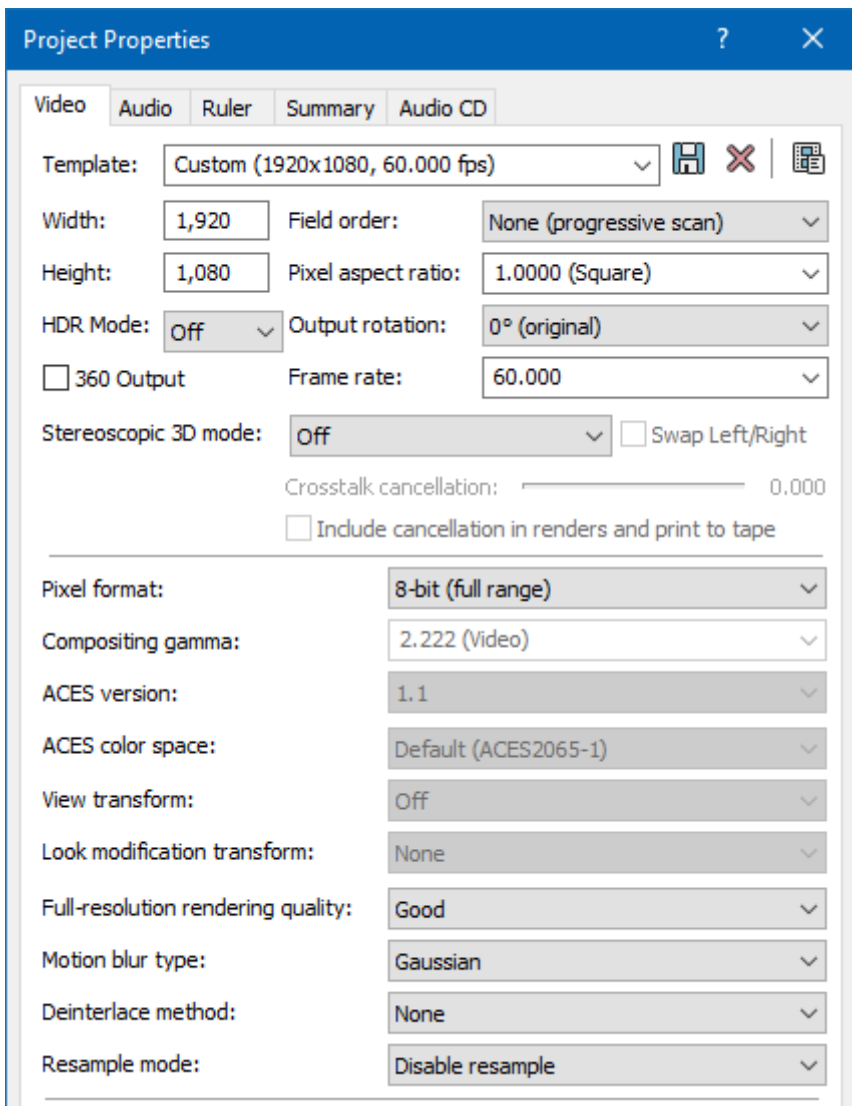 Project Properties ?
Video Audio Ruler Summary Audio CD
Template: Custom (1920x1080, 60.000 fps)
Width: 1,920 Field order: None (progressive scan)
Height: 1,080 Pixel aspect ratio: 1.0000 (Square)
HDR Mode: Off Output rotation: 0° (original)
360 Output Frame rate: 60.000
Stereoscopic 3D mode: Off Swap Left/Right
Crosstalk cancellation: 0.000
Include cancellation in renders and print to tape
Pixel format: 8-bit (full range)
Compositing gamma: 2.222 (Video)
ACES version: 1.1
ACES color space: Default (ACES2065-1)
View transform: Off
Look modification transform: None
Full-resolution rendering quality: Good
Motion blur type: Gaussian
Deinterlace method: None
Resample mode: Disable resample